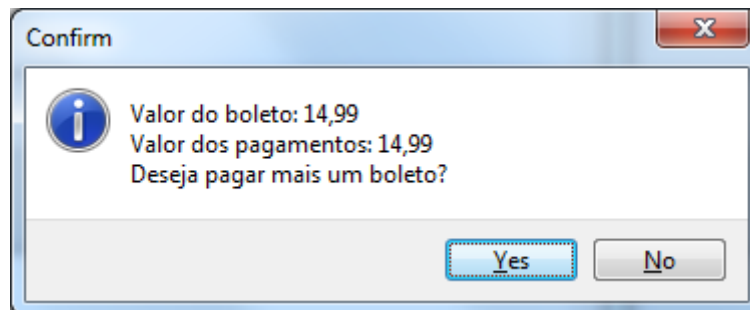 Confirm
Valor do boleto: 14,99
Valor dos pagamentos: 14,99
Deseja pagar mais um boleto?
Yes
No